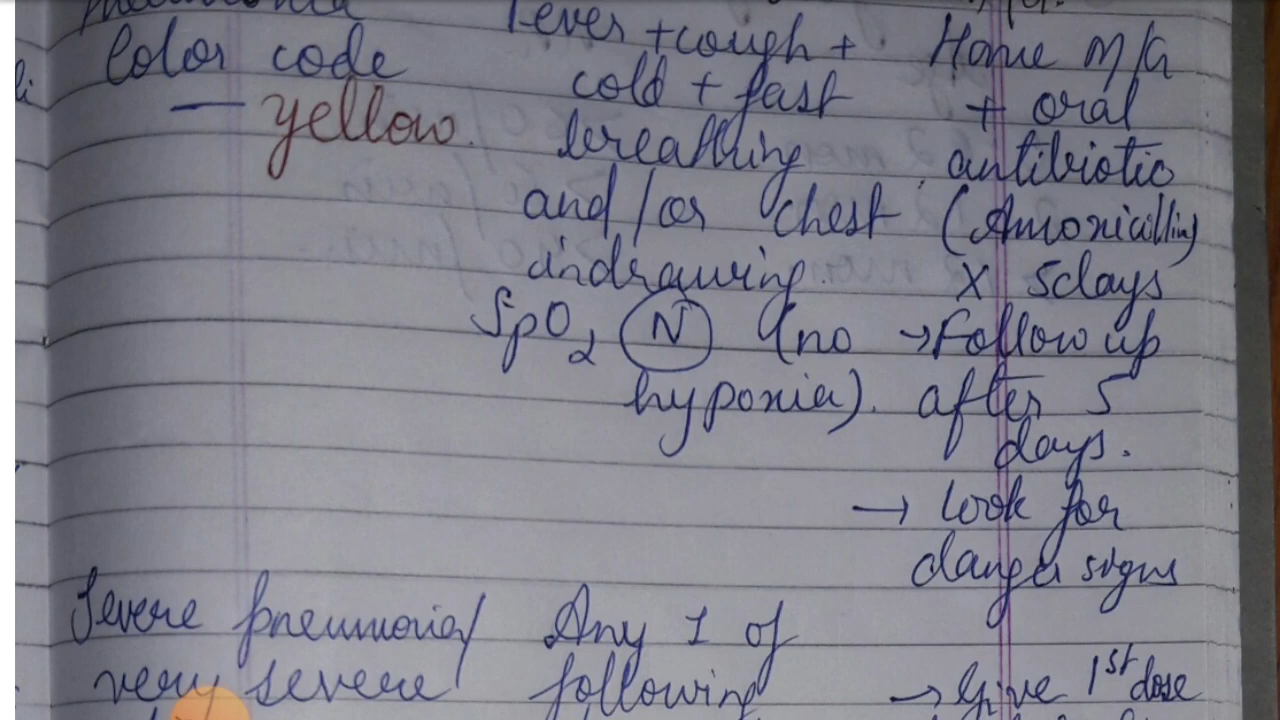 Pneumonia
Color code
— yellow.
Fever + cough +
cold + fast
breathing
and/or chest
indrawing.
SpO2 (N) (no
hypoxia).
Home M/G
+ oral
antibiotic
(Amoxicillin)
X 5days
→ Follow up
after 5
days.
→ look for
danger signs
Severe pneumonia/
very severe
Any 1 of
following
→ Give 1st dose